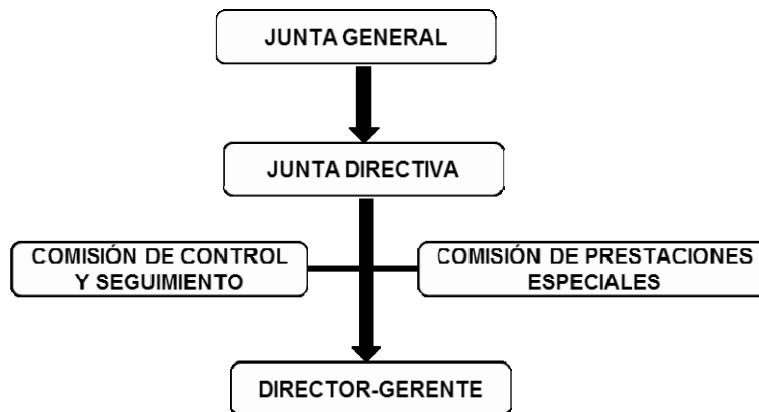 JUNTA GENERAL
JUNTA DIRECTIVA
COMISIÓN DE CONTROL
Y SEGUIMIENTO
COMISIÓN DE PRESTACIONES
ESPECIALES
DIRECTOR-GERENTE